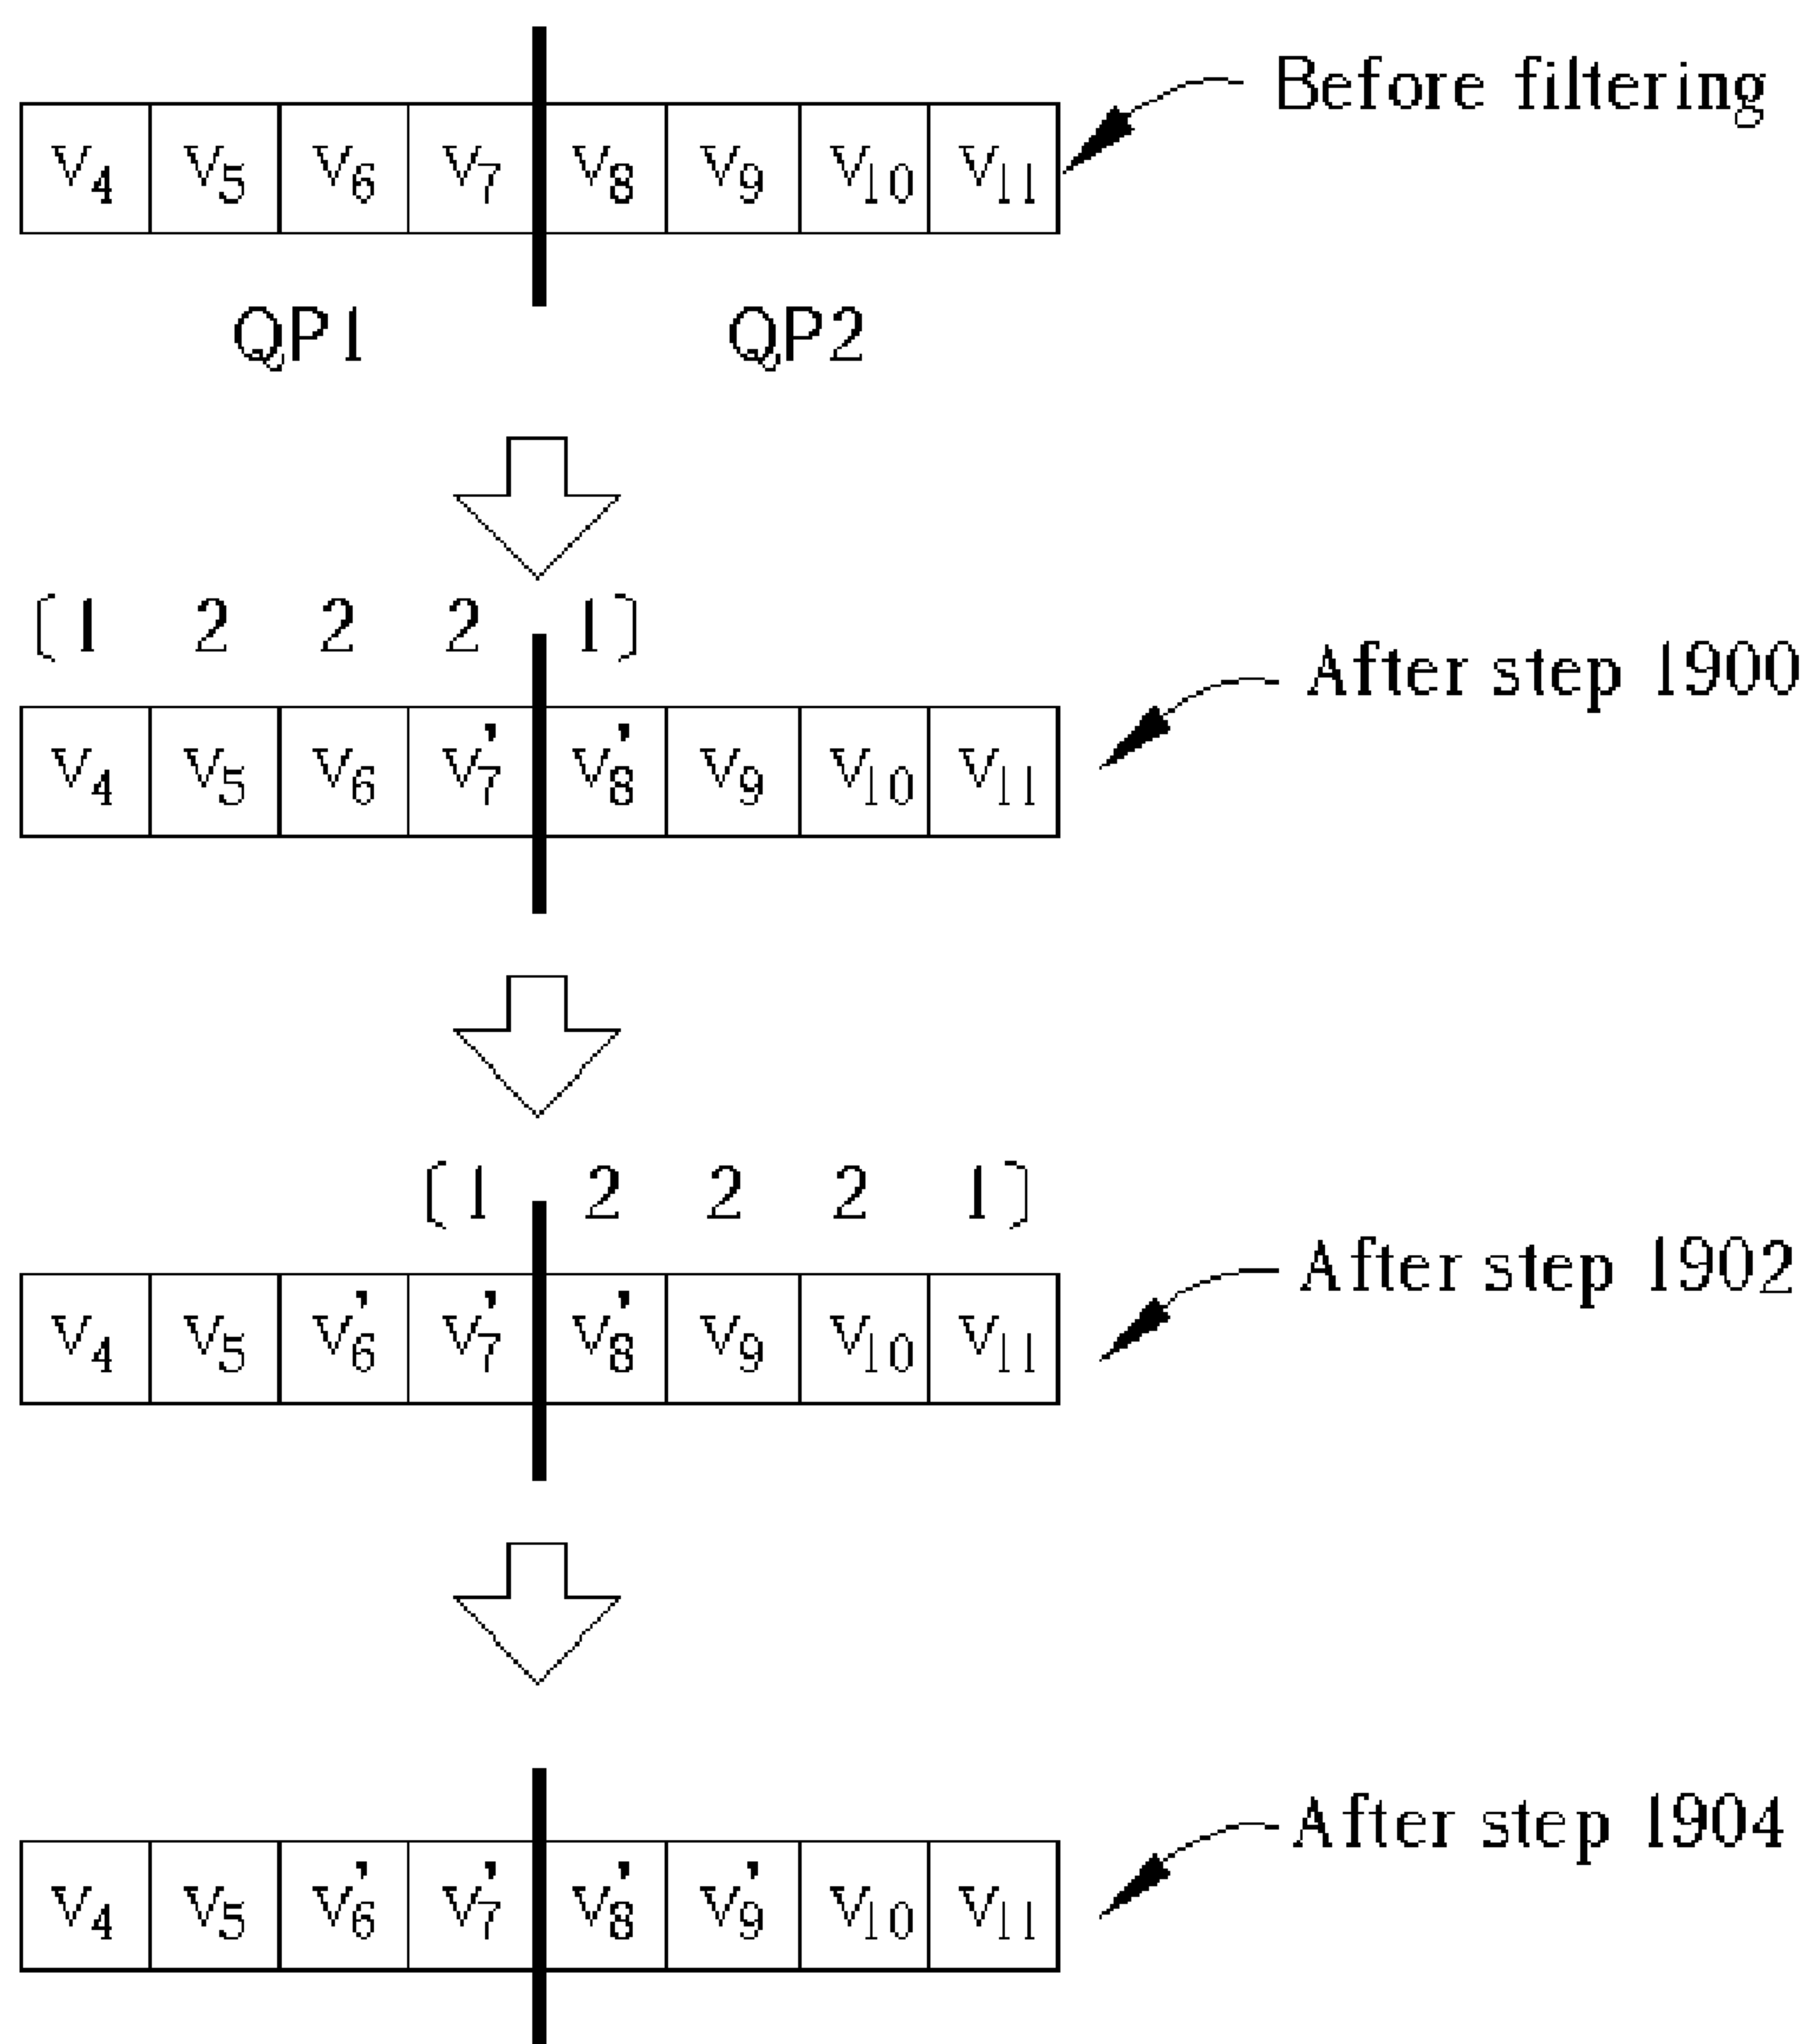 Before filtering
V4 V5 V6 V7 V8 V9 V10 V11
QP1 QP2
[1 2 2 2 1]
After step 1900
V4 V5 V6 V7' V8' V9 V10 V11
[1 2 2 2 1]
After step 1902
V4 V5 V6' V7' V8' V9 V10 V11
After step 1904
V4 V5 V6' V7' V8' V9' V10 V11